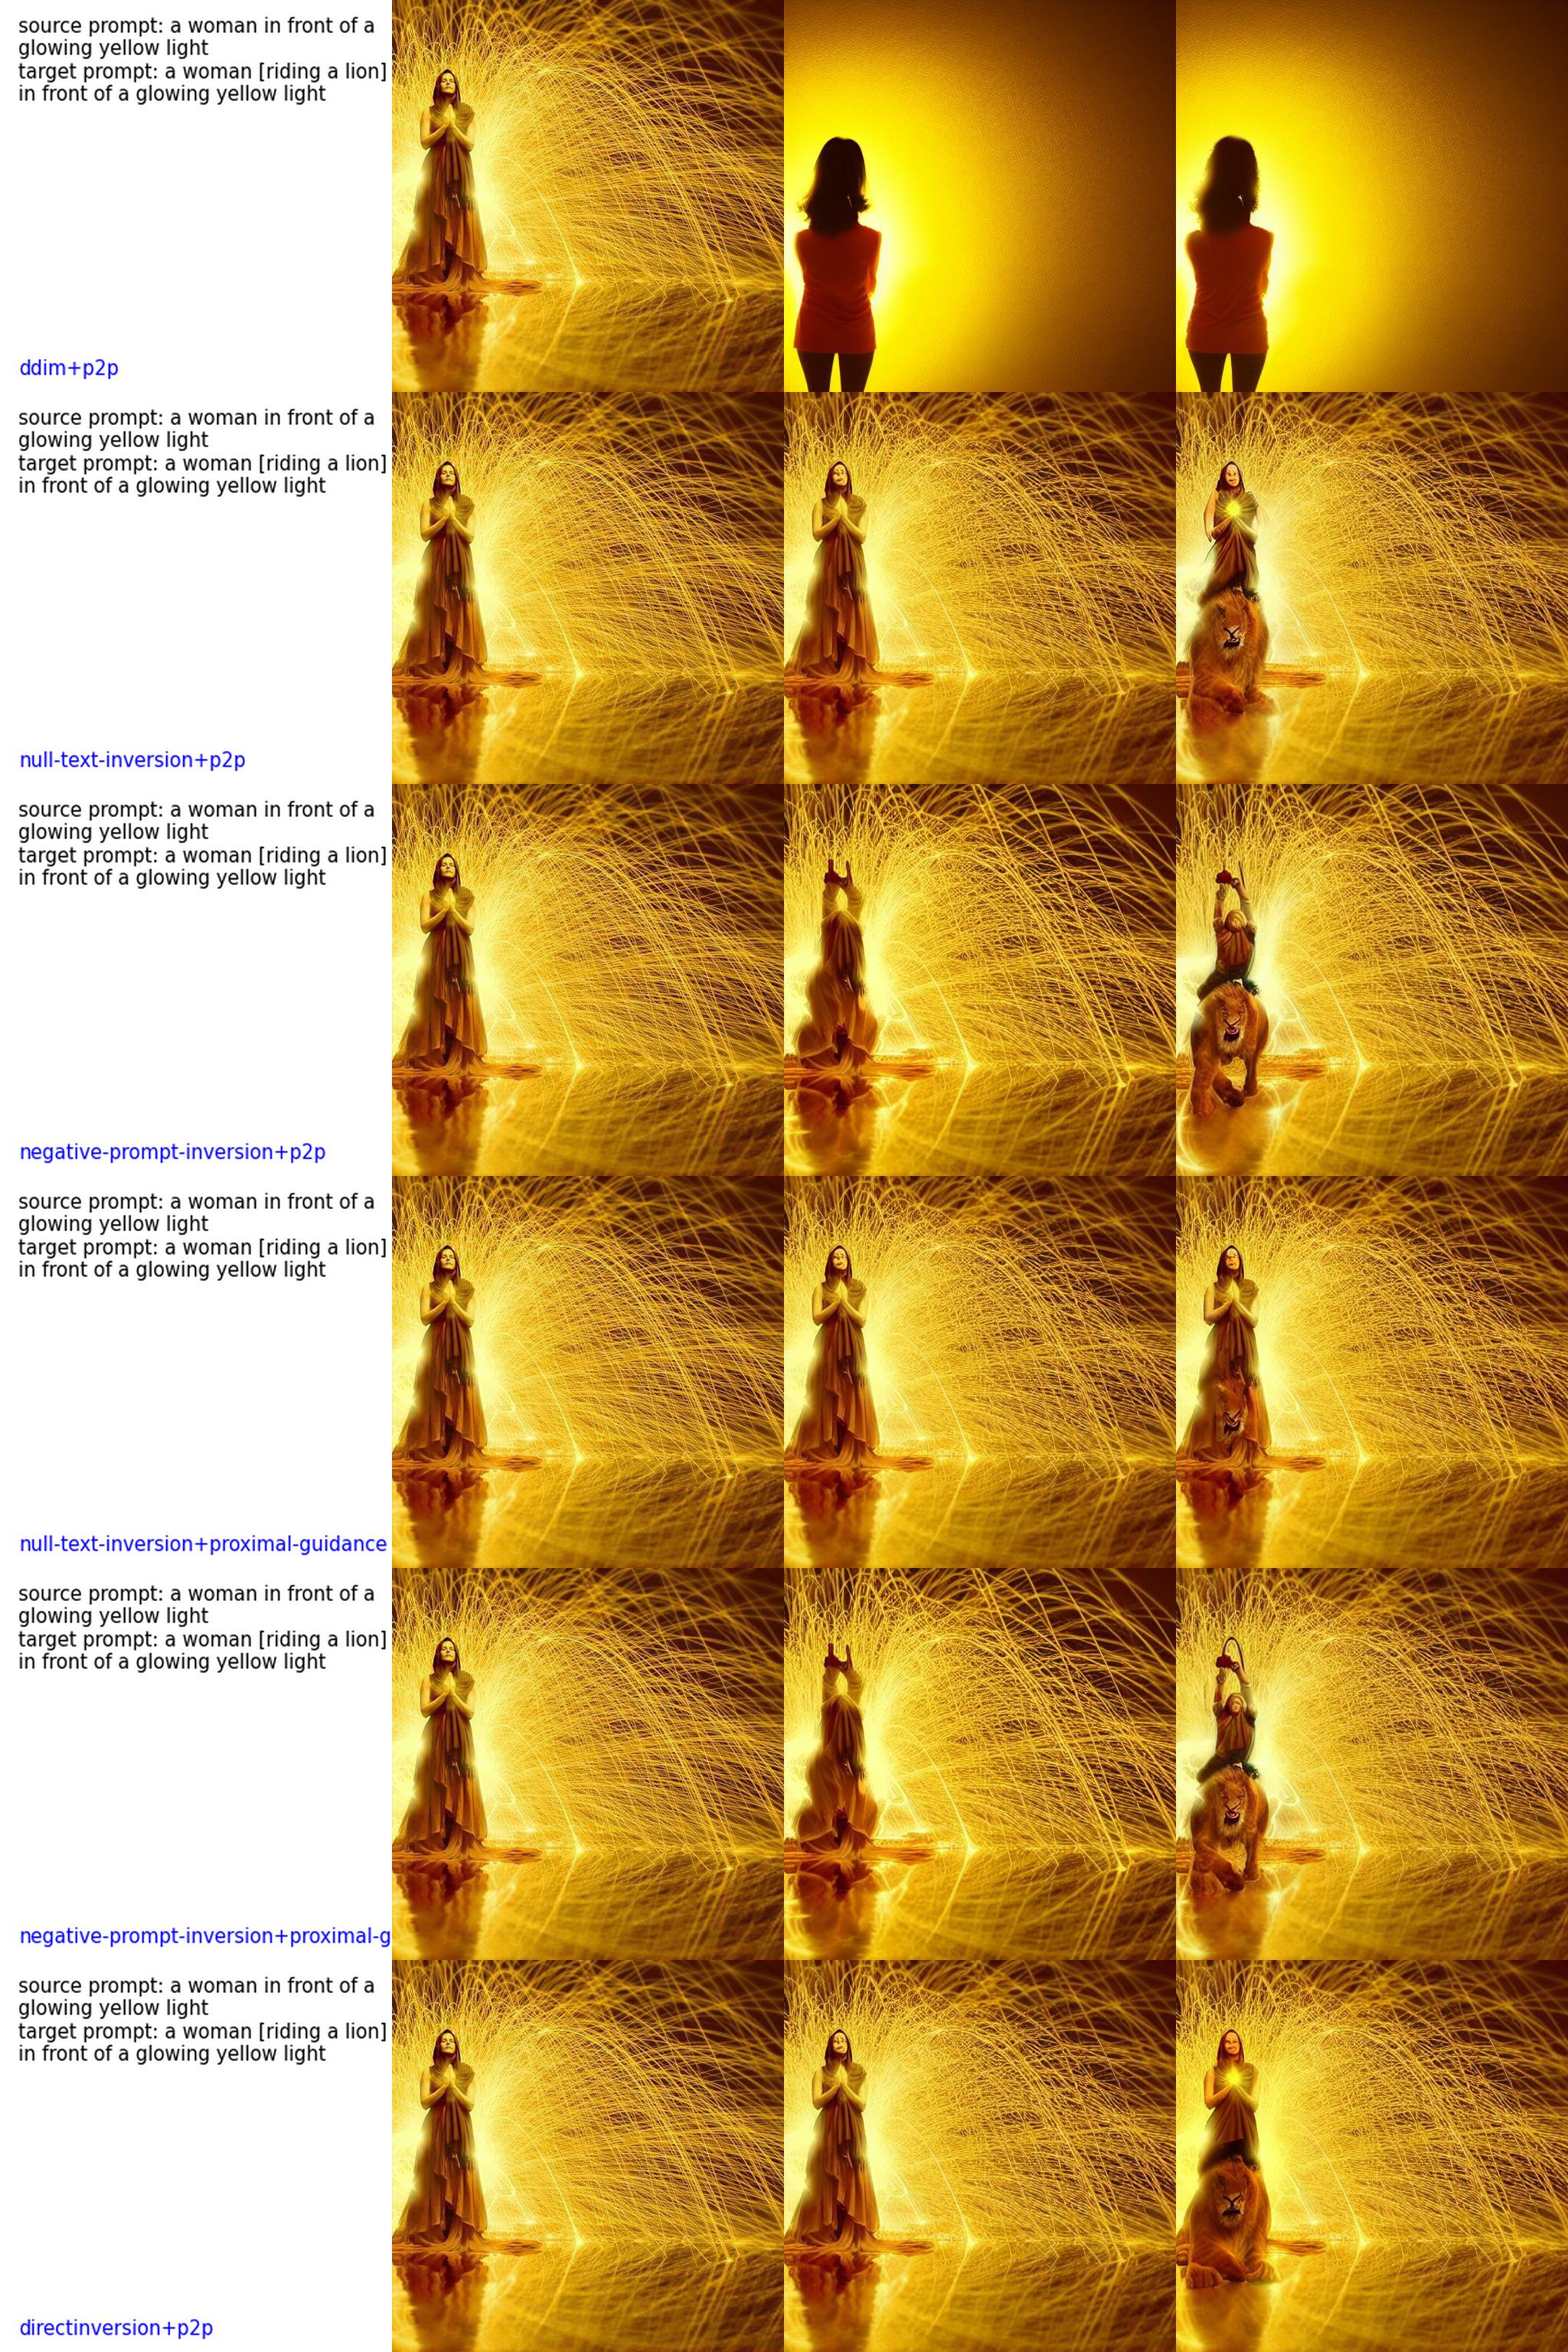 source prompt: a woman in front of a
glowing yellow light
target prompt: a woman [riding a lion]
in front of a glowing yellow light
ddim+p2p
source prompt: a woman in front of a
glowing yellow light
target prompt: a woman [riding a lion]
in front of a glowing yellow light
null-text-inversion+p2p
source prompt: a woman in front of a
glowing yellow light
target prompt: a woman [riding a lion]
in front of a glowing yellow light
negative-prompt-inversion+p2p
source prompt: a woman in front of a
glowing yellow light
target prompt: a woman [riding a lion]
in front of a glowing yellow light
null-text-inversion+proximal-guidance
source prompt: a woman in front of a
glowing yellow light
target prompt: a woman [riding a lion]
in front of a glowing yellow light
negative-prompt-inversion+proximal-g
source prompt: a woman in front of a
glowing yellow light
target prompt: a woman [riding a lion]
in front of a glowing yellow light
directinversion+p2p